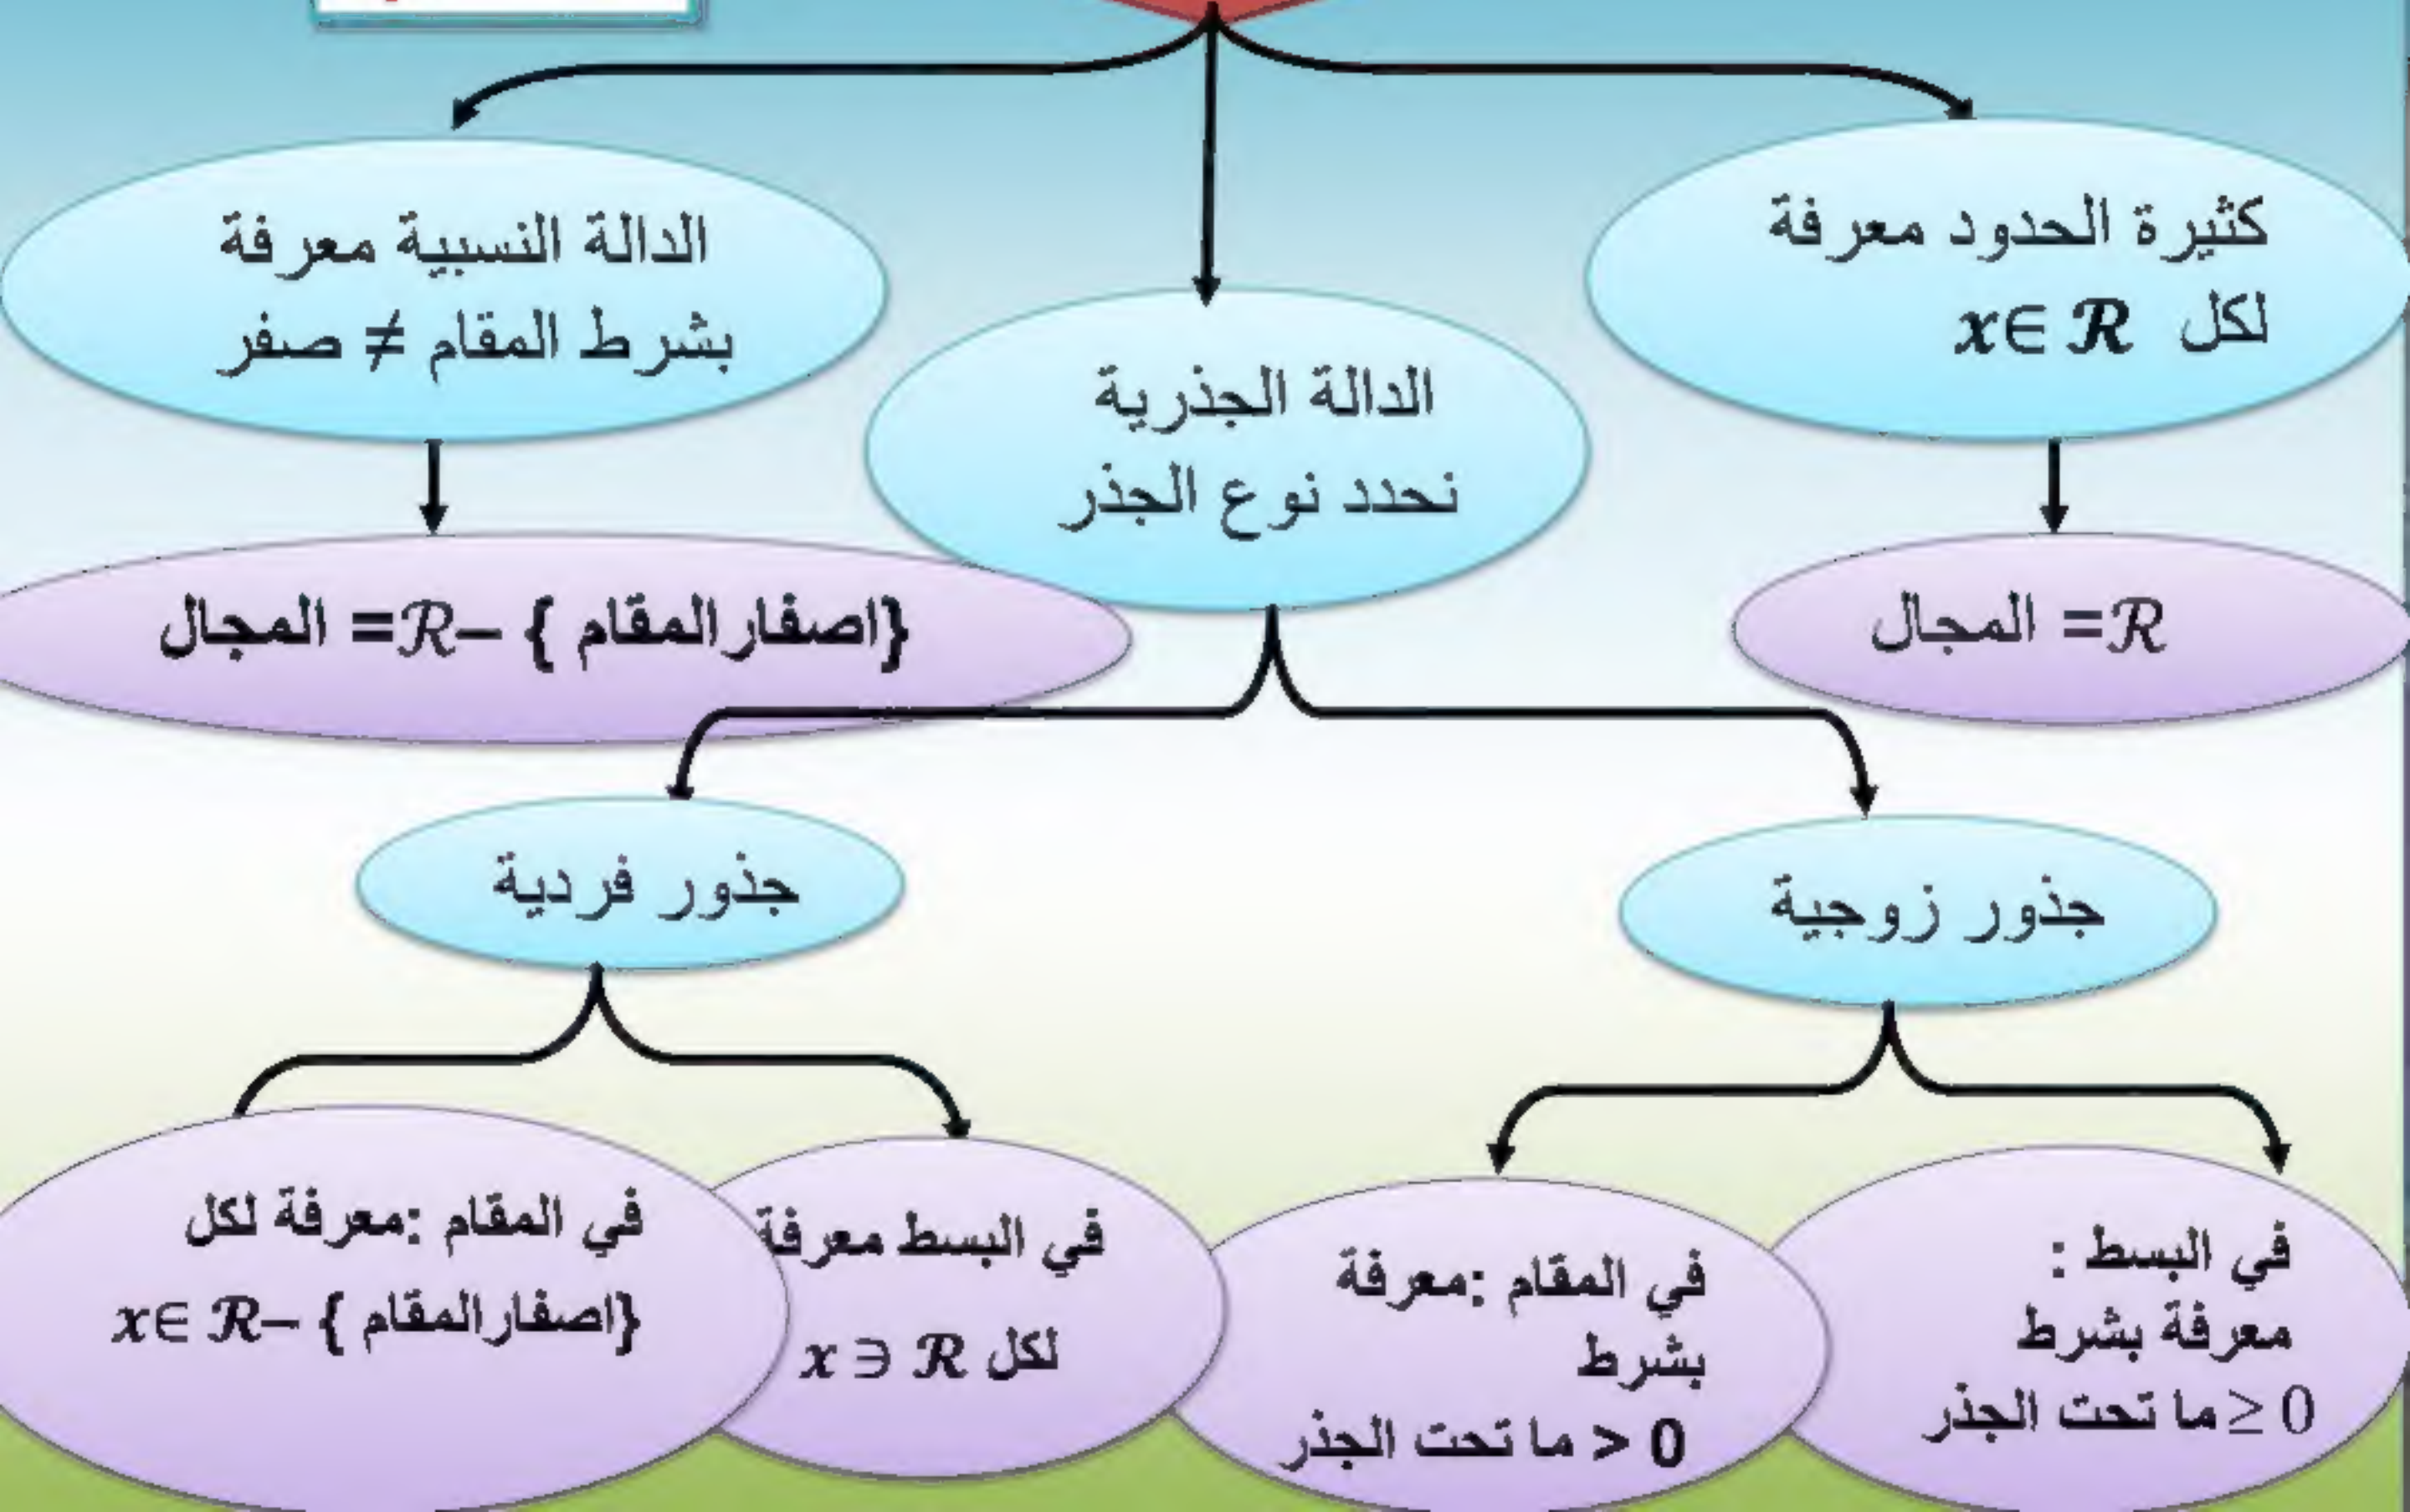 كثيرة الحدود معرفة
لكل x∈ ℛ
المجال =ℛ
الدالة الجذرية
نحدد نوع الجذر
الدالة النسبية معرفة
بشرط المقام ≠ صفر
المجال =ℛ– { اصفارالمقام}
جذور زوجية
في البسط :
معرفة بشرط
ما تحت الجذر ≥ 0
في المقام :معرفة
بشرط
ما تحت الجذر > 0
جذور فردية
في البسط معرفة
لكل x ∋ ℛ
في المقام :معرفة لكل
x∈ ℛ– { اصفارالمقام}